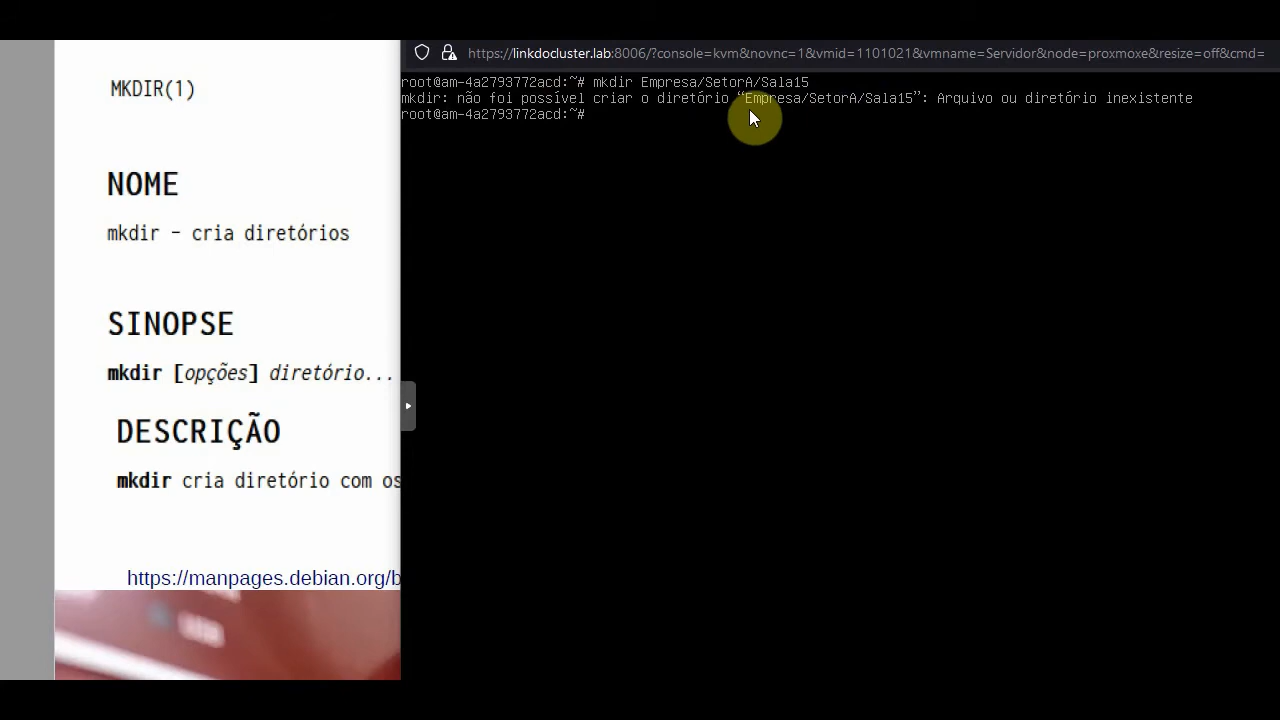 MKDIR(1)
NOME
mkdir - cria diretórios
SINOPSE
mkdir [opções] diretório...
DESCRIÇÃO
mkdir cria diretório com os
https://manpages.debian.org/b
https://linkdocluster.lab:8006/?console=kvm&novnc=1&vmid=1101021&vmname=Servidor&node=proxmoxe&resize=off&cmd=
root@am-4a2793772acd:~# mkdir Empresa/SetorA/Sala15
mkdir: não foi possível criar o diretório “Empresa/SetorA/Sala15”: Arquivo ou diretório inexistente
root@am-4a2793772acd:~#